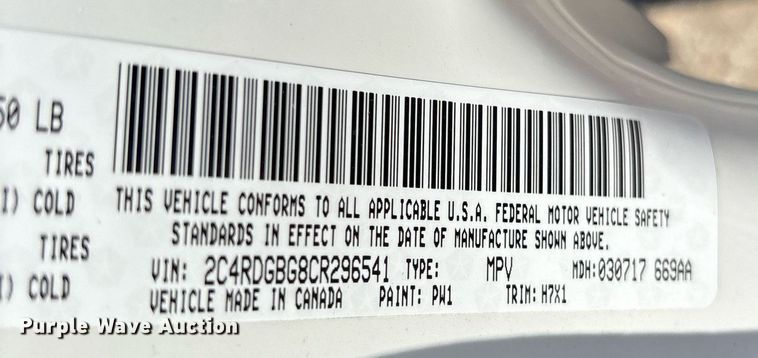 50 LB
TIRES
I) COLD
TIRES
I) COLD
THIS VEHICLE CONFORMS TO ALL APPLICABLE U.S.A. FEDERAL MOTOR VEHICLE SAFETY
STANDARDS IN EFFECT ON THE DATE OF MANUFACTURE SHOWN ABOVE.
VIN: 2C4RDGBG8CR296541 TYPE: MPV MDH:030717 669AA
VEHICLE MADE IN CANADA PAINT: PW1 TRIM: H7X1
Purple Wave Auction